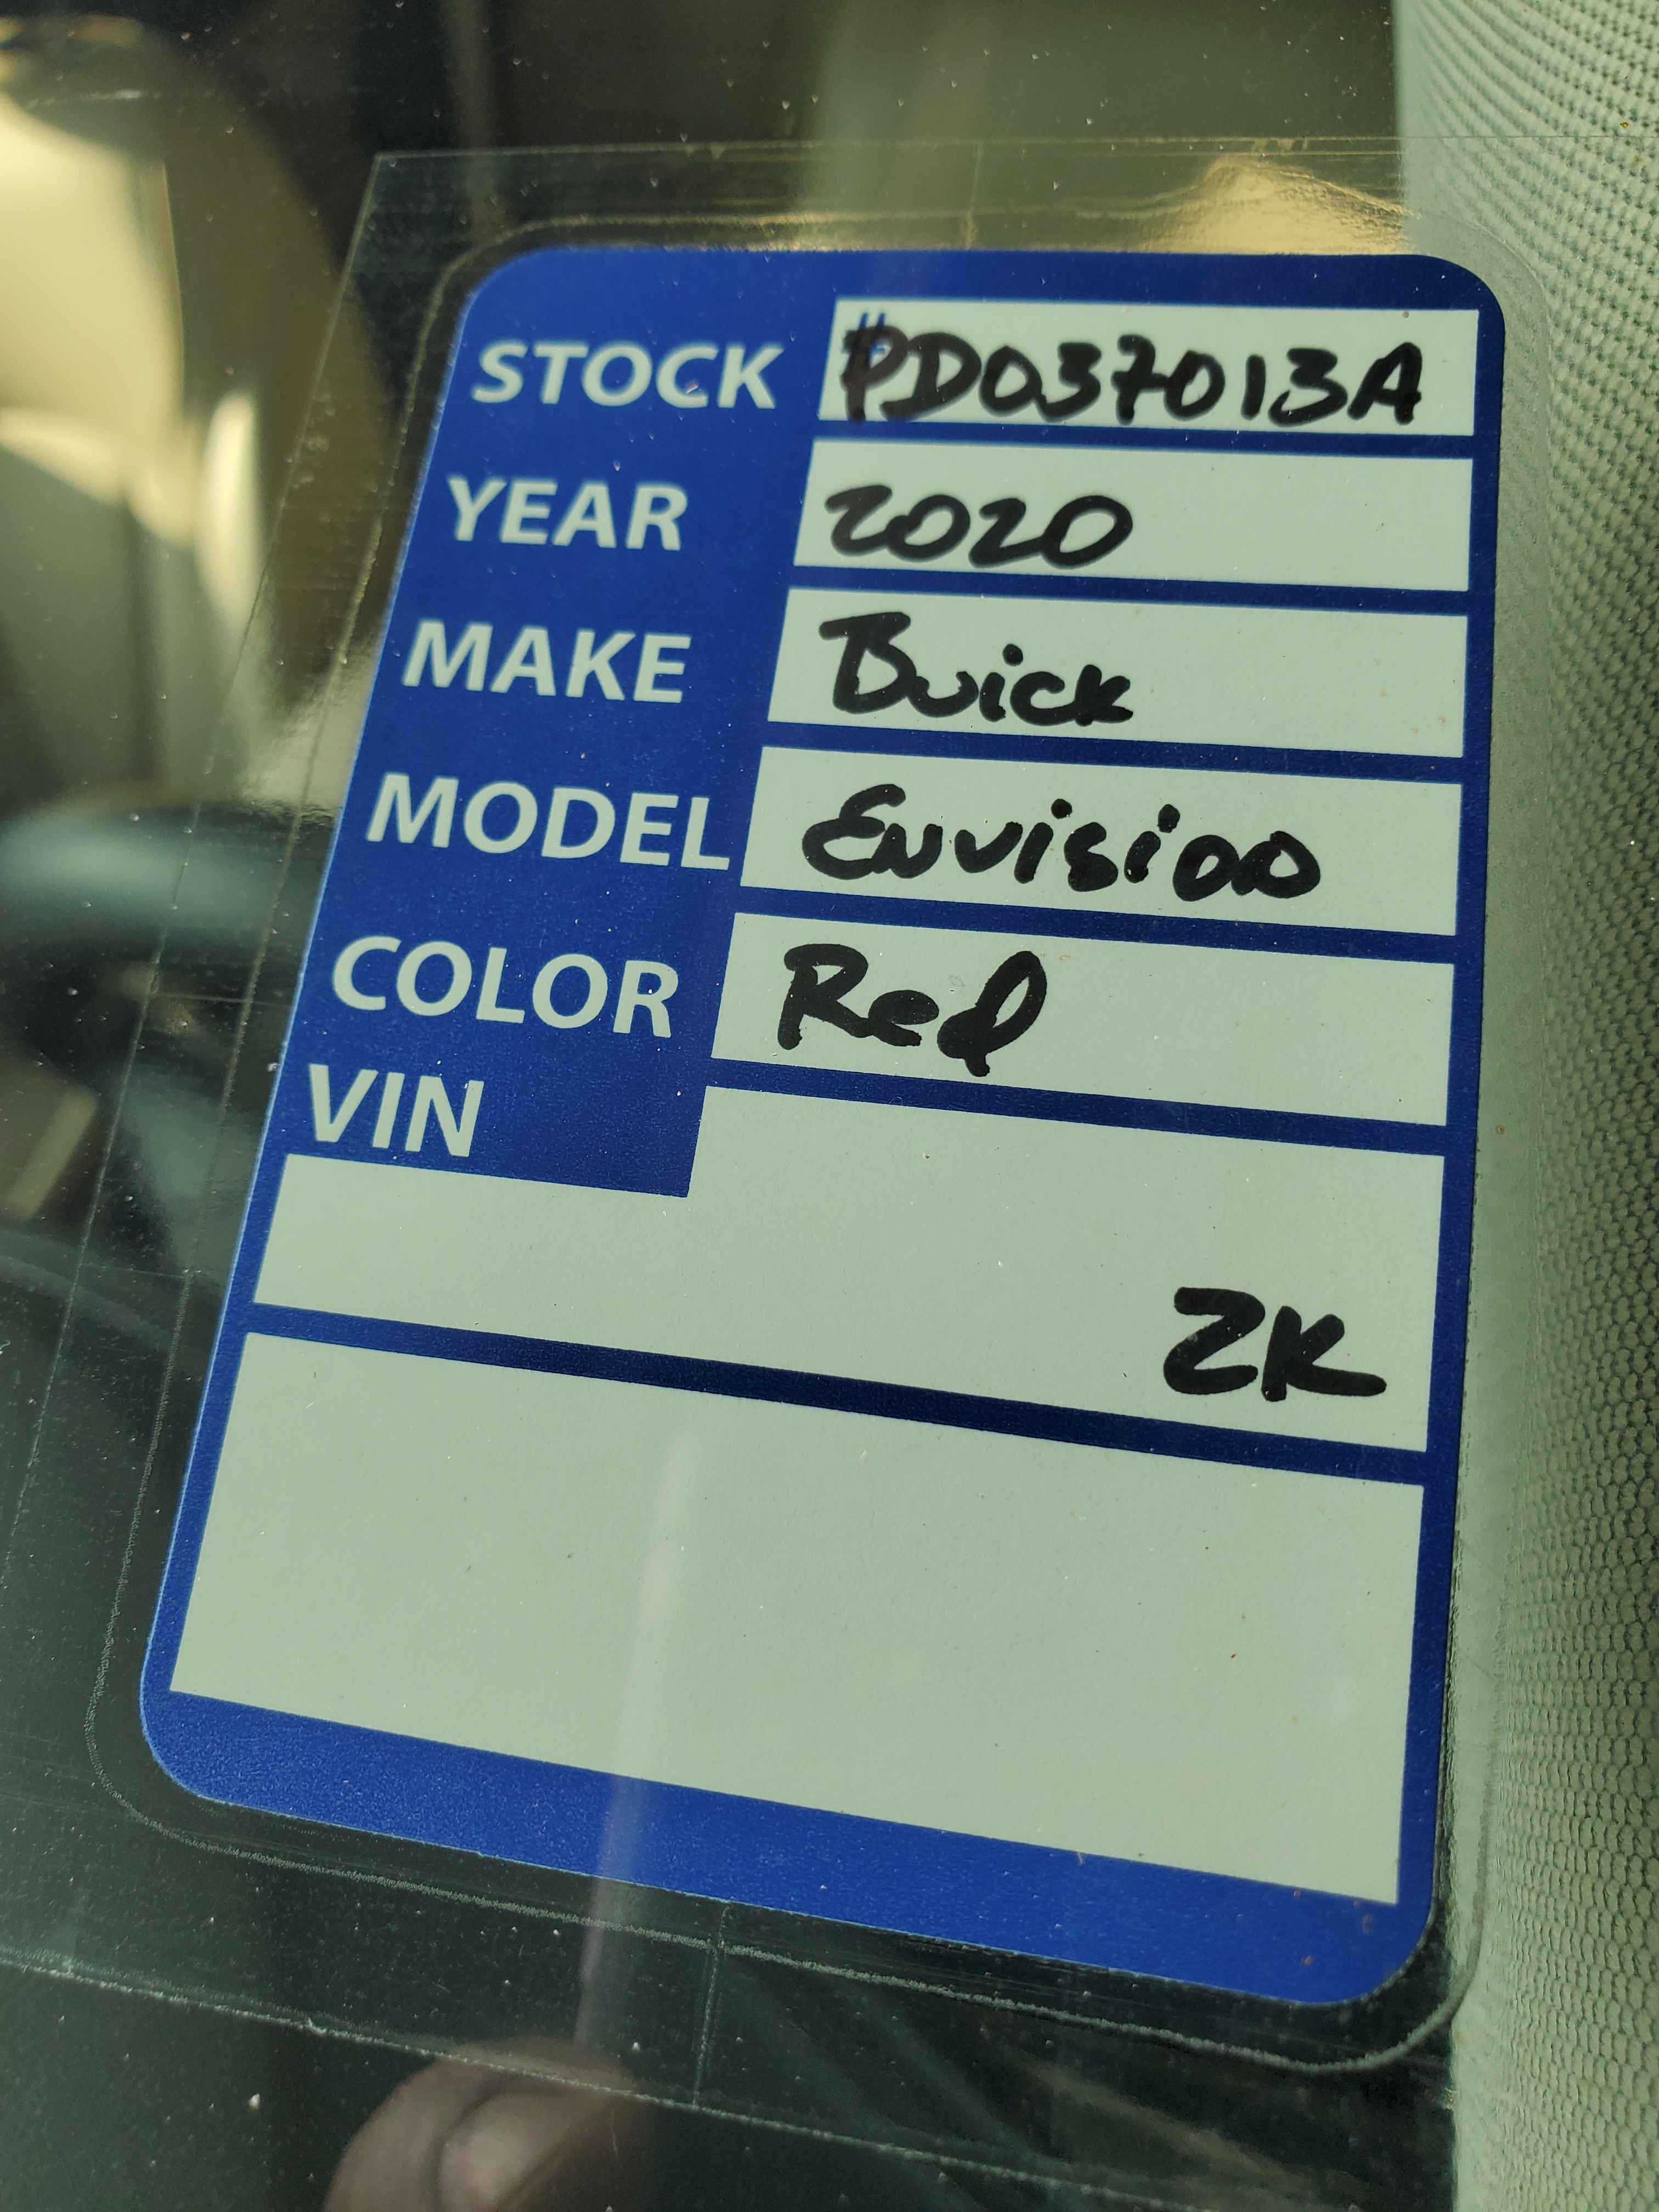 STOCK #PD037013A
YEAR 2020
MAKE Buick
MODEL Envision
COLOR Red
VIN
ZK